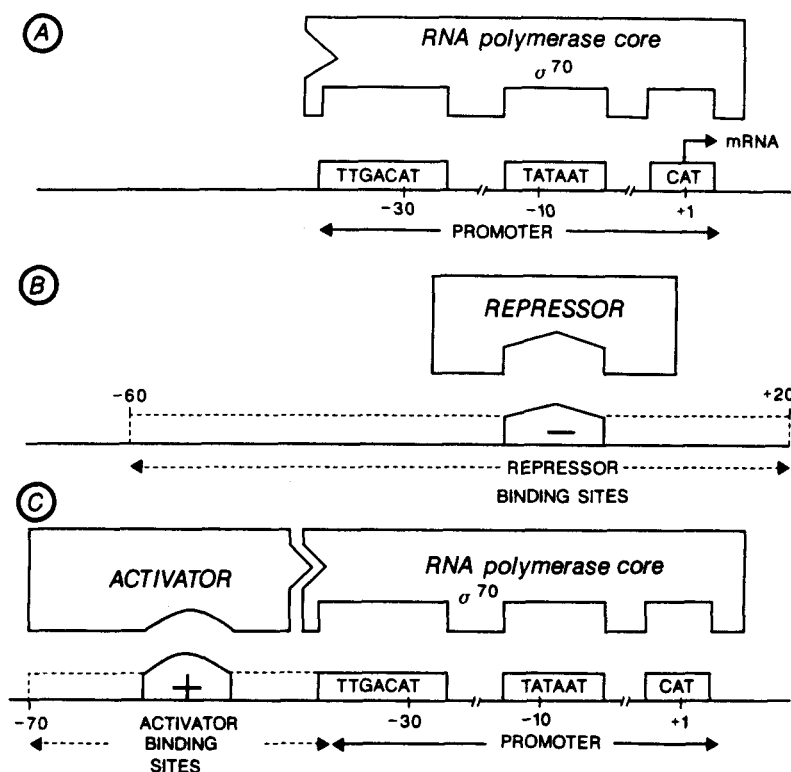 A
RNA polymerase core
σ70
mRNA
TTGACAT
TATAAT
CAT
-30
-10
+1
PROMOTER
B
REPRESSOR
-60
+20
−
REPRESSOR
BINDING SITES
C
ACTIVATOR
RNA polymerase core
σ70
+
TTGACAT
TATAAT
CAT
-70
-30
-10
+1
ACTIVATOR
BINDING
SITES
PROMOTER